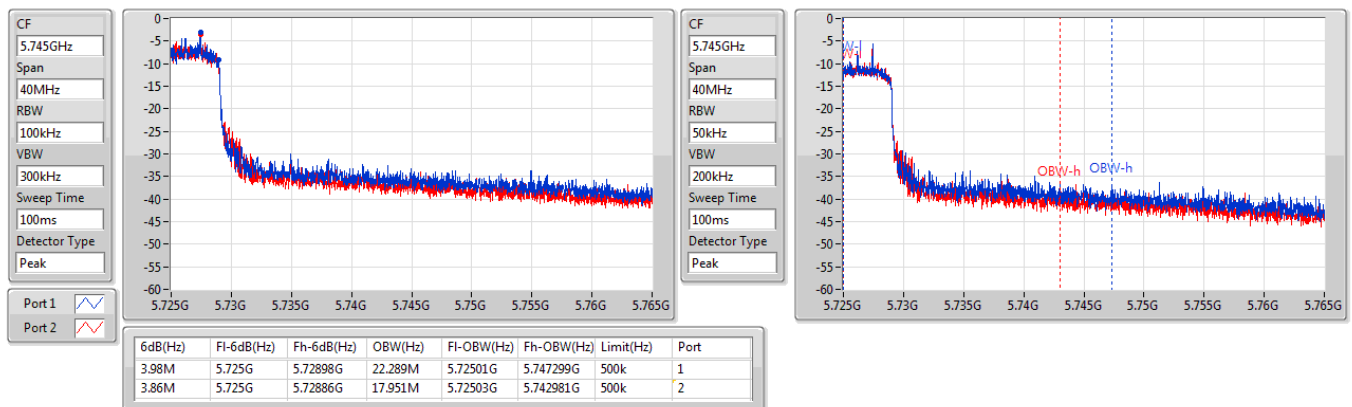 CF
5.745GHz
Span
40MHz
RBW
100kHz
VBW
300kHz
Sweep Time
100ms
Detector Type
Peak
Port 1
Port 2
0
-5
-10
-15
-20
-25
-30
-35
-40
-45
-50
-55
-60
5.725G 5.73G 5.735G 5.74G 5.745G 5.75G 5.755G 5.76G 5.765G
CF
5.745GHz
Span
40MHz
RBW
50kHz
VBW
200kHz
Sweep Time
100ms
Detector Type
Peak
0
-5
-10
-15
-20
-25
-30
-35
-40
-45
-50
-55
-60
OBW-h
OBW-h
5.725G 5.73G 5.735G 5.74G 5.745G 5.75G 5.755G 5.76G 5.765G
6dB(Hz) Fl-6dB(Hz) Fh-6dB(Hz) OBW(Hz) Fl-OBW(Hz) Fh-OBW(Hz) Limit(Hz) Port
3.98M 5.725G 5.72898G 22.289M 5.72501G 5.747299G 500k 1
3.86M 5.725G 5.72886G 17.951M 5.72503G 5.742981G 500k 2